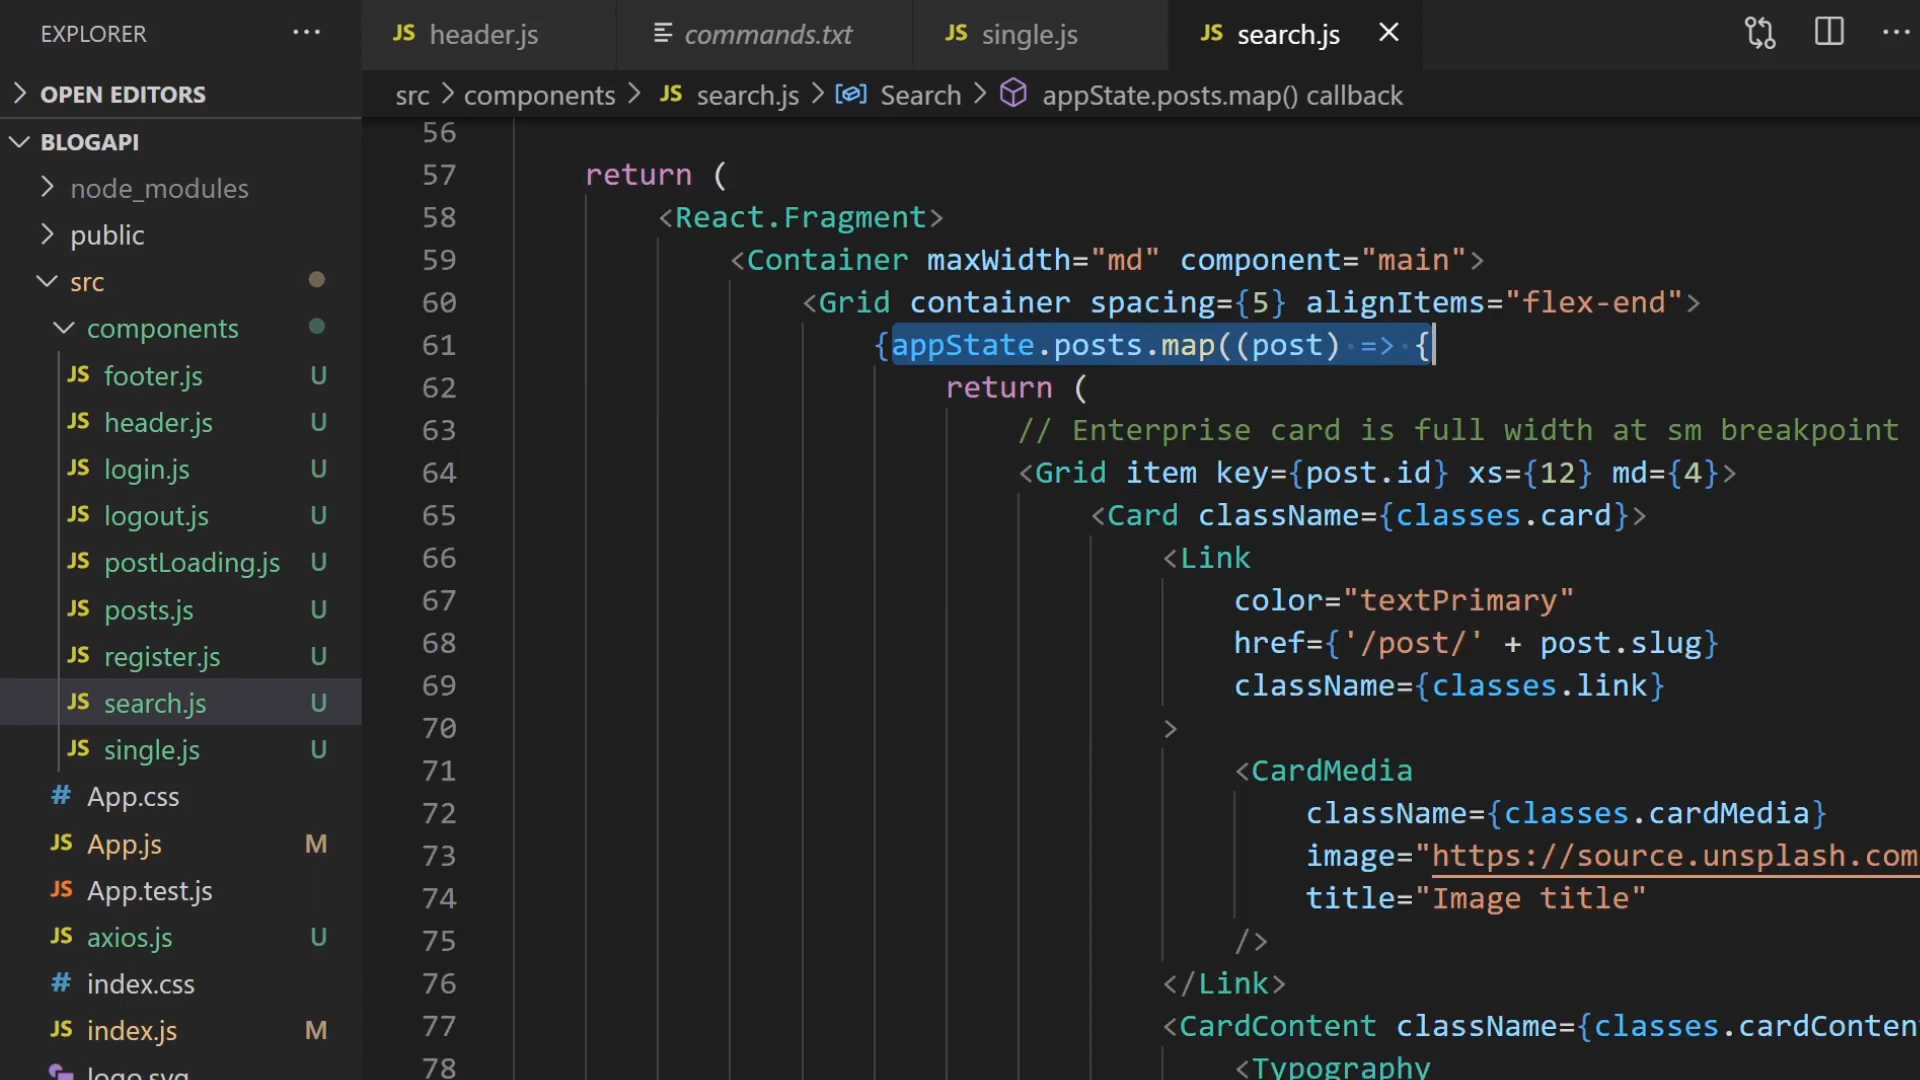 EXPLORER ...
OPEN EDITORS
BLOGAPI
node_modules
public
src
components
JS footer.js U
JS header.js U
JS login.js U
JS logout.js U
JS postLoading.js U
JS posts.js U
JS register.js U
JS search.js U
JS single.js U
# App.css
JS App.js M
JS App.test.js
JS axios.js U
# index.css
JS index.js M
logo.svg
JS header.js commands.txt JS single.js JS search.js
src > components > JS search.js > Search > appState.posts.map() callback
56
57 return (
58 <React.Fragment>
59 <Container maxWidth="md" component="main">
60 <Grid container spacing={5} alignItems="flex-end">
61 {appState.posts.map((post) => {
62 return (
63 // Enterprise card is full width at sm breakpoint
64 <Grid item key={post.id} xs={12} md={4}>
65 <Card className={classes.card}>
66 <Link
67 color="textPrimary"
68 href={'/post/' + post.slug}
69 className={classes.link}
70 >
71 <CardMedia
72 className={classes.cardMedia}
73 image="https://source.unsplash.com
74 title="Image title"
75 />
76 </Link>
77 <CardContent className={classes.cardConten
78 <Typography